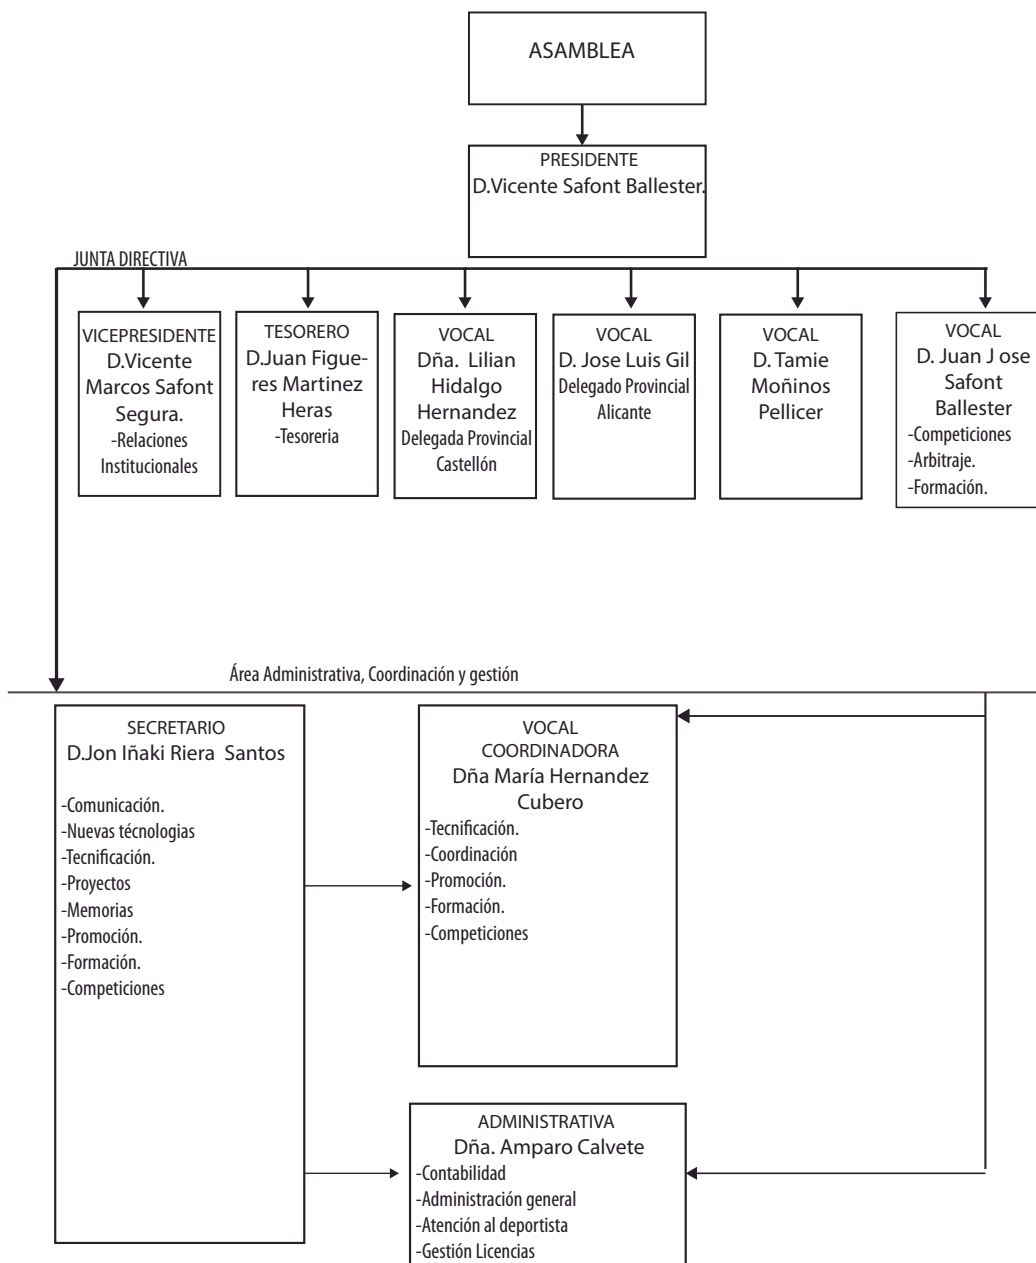 ASAMBLEA
PRESIDENTE
D.Vicente Safont Ballester.
JUNTA DIRECTIVA
VICEPRESIDENTE
D.Vicente
Marcos Safont
Segura.
-Relaciones
Institucionales
TESORERO
D.Juan Figue-
res Martinez
Heras
-Tesoreria
VOCAL
Dña. Lilian
Hidalgo
Hernandez
Delegada Provincial
Castellón
VOCAL
D. Jose Luis Gil
Delegado Provincial
Alicante
VOCAL
D. Tamie
Moñinos
Pellicer
VOCAL
D. Juan J ose
Safont
Ballester
-Competiciones
-Arbitraje.
-Formación.
Área Administrativa, Coordinación y gestión
SECRETARIO
D.Jon Iñaki Riera Santos
-Comunicación.
-Nuevas técnologias
-Tecnificación.
-Proyectos
-Memorias
-Promoción.
-Formación.
-Competiciones
VOCAL
COORDINADORA
Dña María Hernandez
Cubero
-Tecnificación.
-Coordinación
-Promoción.
-Formación.
-Competiciones
ADMINISTRATIVA
Dña. Amparo Calvete
-Contabilidad
-Administración general
-Atención al deportista
-Gestión Licencias